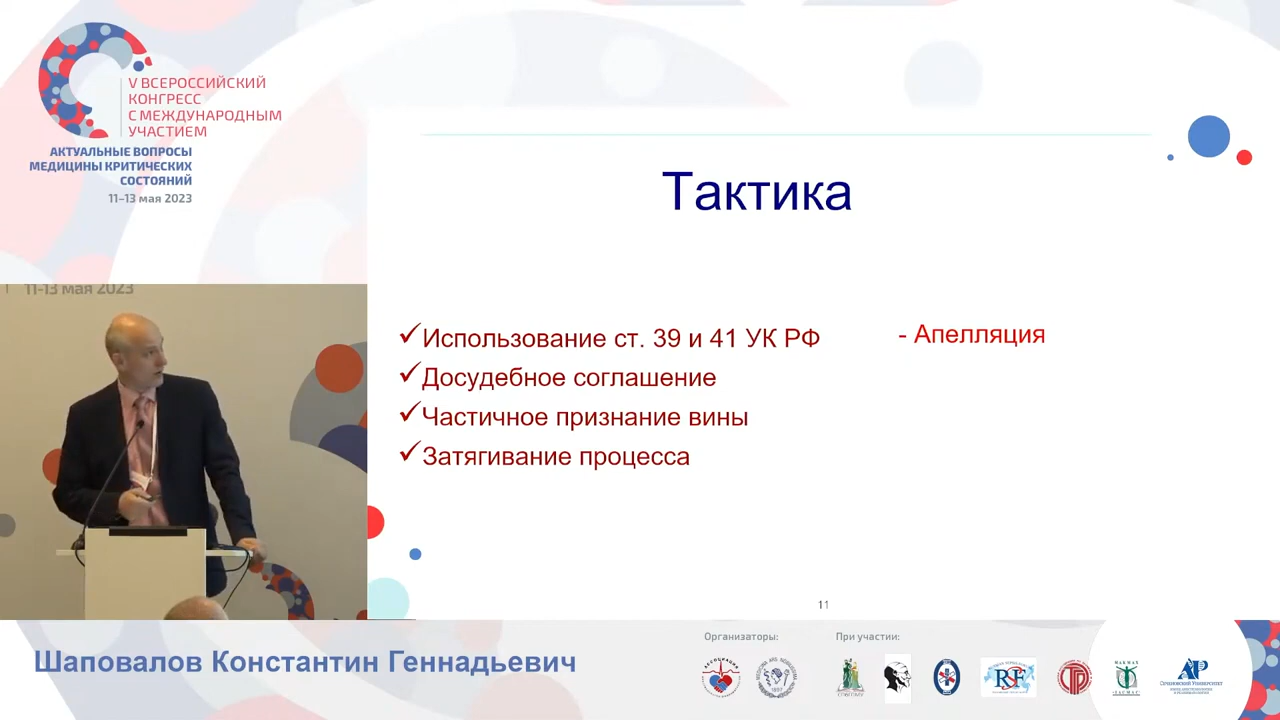 V ВСЕРОССИЙСКИЙ
КОНГРЕСС
С МЕЖДУНАРОДНЫМ
УЧАСТИЕМ
АКТУАЛЬНЫЕ ВОПРОСЫ
МЕДИЦИНЫ КРИТИЧЕСКИХ
СОСТОЯНИЙ
11–13 мая 2023
11-13 мая 2023
Тактика
✓Использование ст. 39 и 41 УК РФ
- Апелляция
✓Досудебное соглашение
✓Частичное признание вины
✓Затягивание процесса
11
Шаповалов Константин Геннадьевич
Организаторы:
При участии: